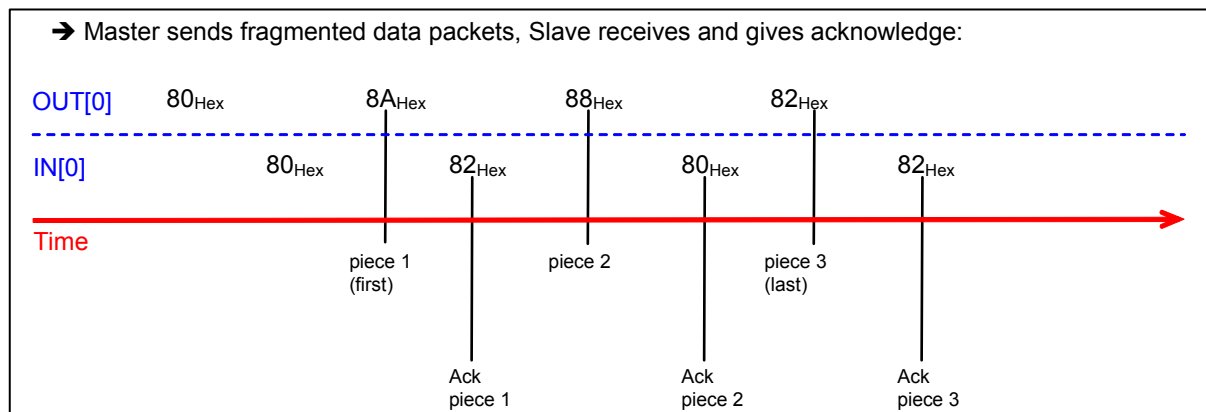 ➔ Master sends fragmented data packets, Slave receives and gives acknowledge:
OUT[0] 80Hex 8AHex 88Hex 82Hex
IN[0] 80Hex 82Hex 80Hex 82Hex
Time
piece 1 piece 2 piece 3
(first) (last)
Ack Ack Ack
piece 1 piece 2 piece 3